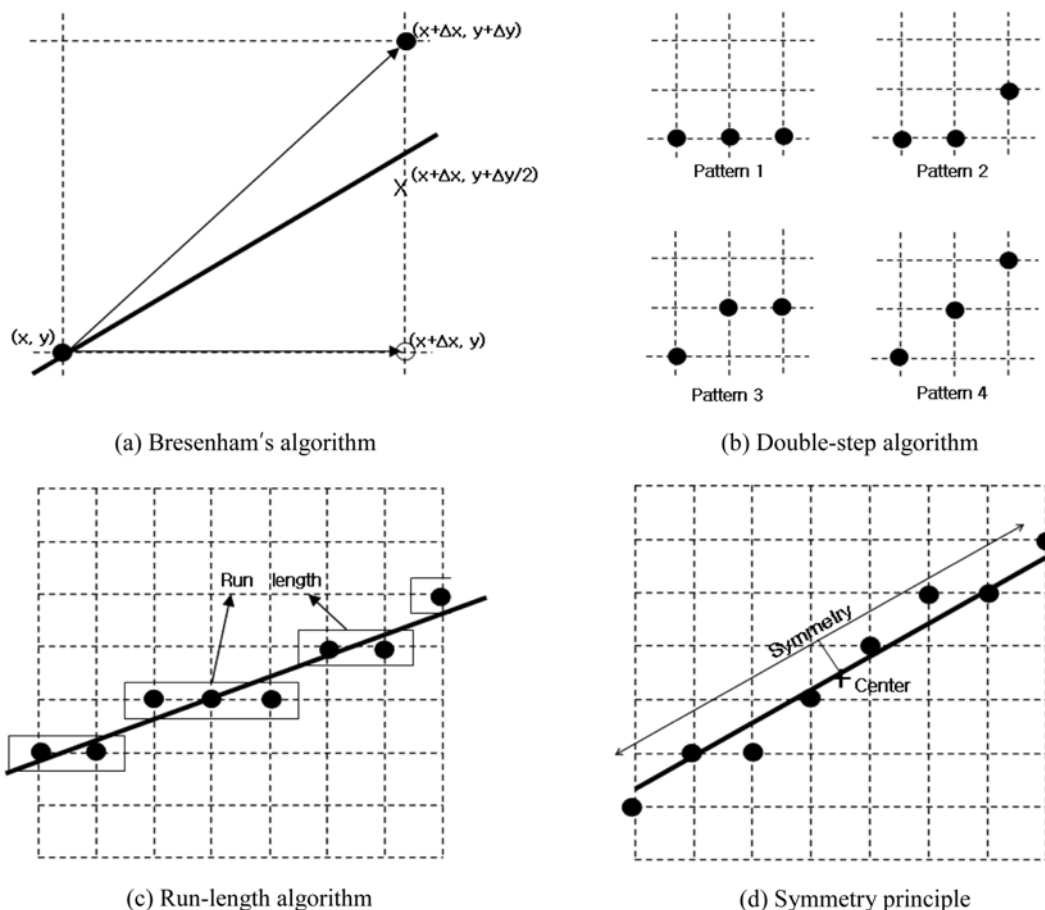 (x+Δx, y+Δy)
(x+Δx, y+Δy/2)
X
(x, y)
(x+Δx, y)
(a) Bresenham's algorithm
Pattern 1
Pattern 2
Pattern 3
Pattern 4
(b) Double-step algorithm
Run length
(c) Run-length algorithm
Symmetry
Center
(d) Symmetry principle